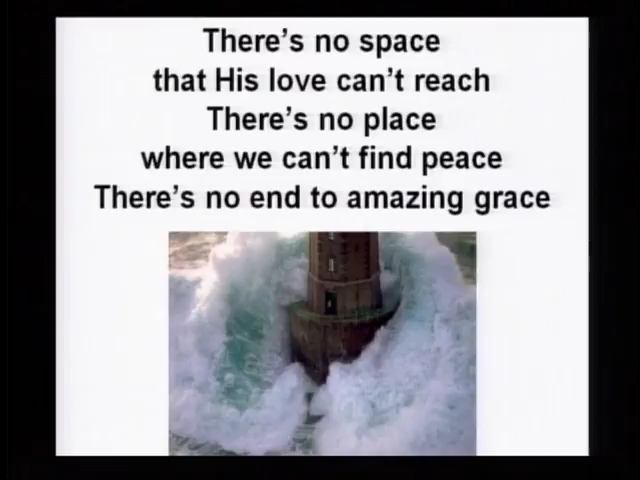 There's no space
that His love can't reach
There's no place
where we can't find peace
There's no end to amazing grace